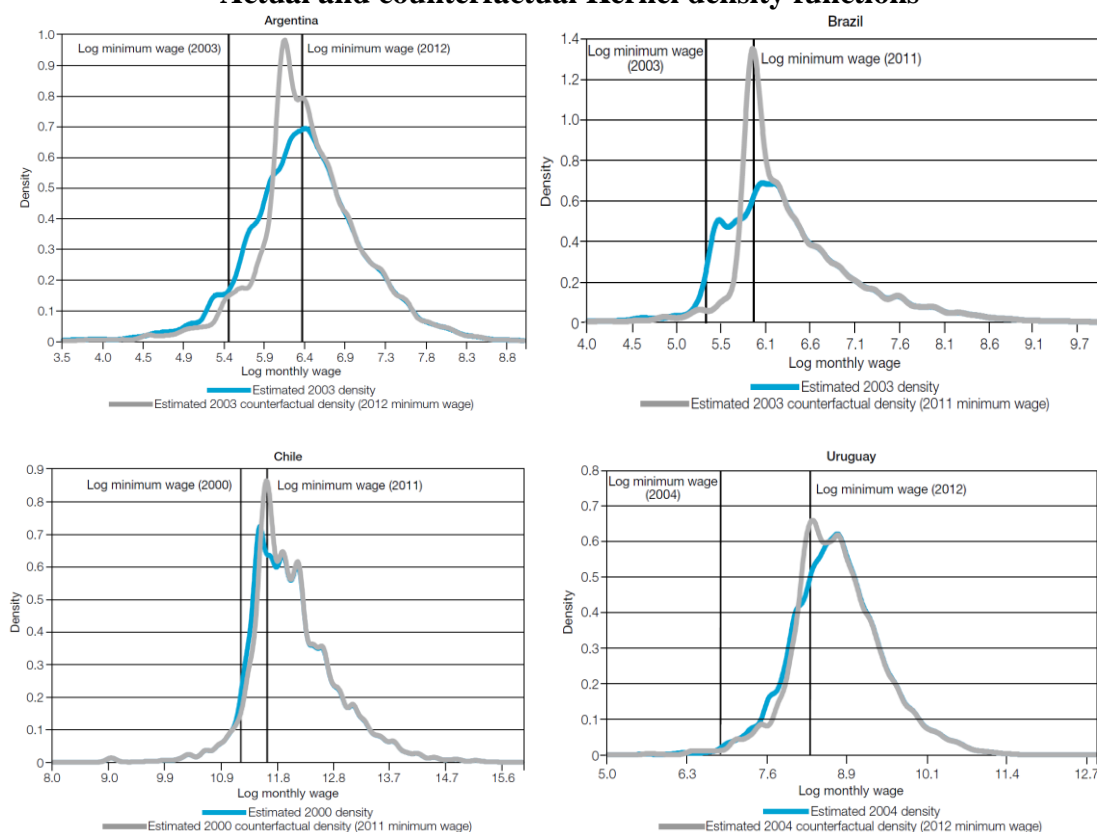 Actual and counterfactual Kernel density functions
Argentina
Log minimum wage (2003)
Log minimum wage (2012)
Density
1.0
0.9
0.8
0.7
0.6
0.5
0.4
0.3
0.2
0.1
0
3.5 4.0 4.5 4.9 5.4 5.9 6.4 6.9 7.3 7.8 8.3 8.8
Log monthly wage
Estimated 2003 density
Estimated 2003 counterfactual density (2012 minimum wage)
Brazil
Log minimum wage
(2003)
Log minimum wage (2011)
Density
1.4
1.2
1.0
0.8
0.6
0.4
0.2
0
4.0 4.5 5.0 5.5 6.1 6.6 7.1 7.6 8.1 8.6 9.1 9.7
Log monthly wage
Estimated 2003 density
Estimated 2003 counterfactual density (2011 minimum wage)
Chile
Log minimum wage (2000)
Log minimum wage (2011)
Density
0.9
0.8
0.7
0.6
0.5
0.4
0.3
0.2
0.1
0
8.0 9.0 9.9 10.9 11.8 12.8 13.7 14.7 15.6
Log monthly wage
Estimated 2000 density
Estimated 2000 counterfactual density (2011 minimum wage)
Uruguay
Log minimum wage
(2004)
Log minimum wage (2012)
Density
0.8
0.7
0.6
0.5
0.4
0.3
0.2
0.1
0
5.0 6.3 7.6 8.9 10.1 11.4 12.7
Log monthly wage
Estimated 2004 density
Estimated 2004 counterfactual density (2012 minimum wage)